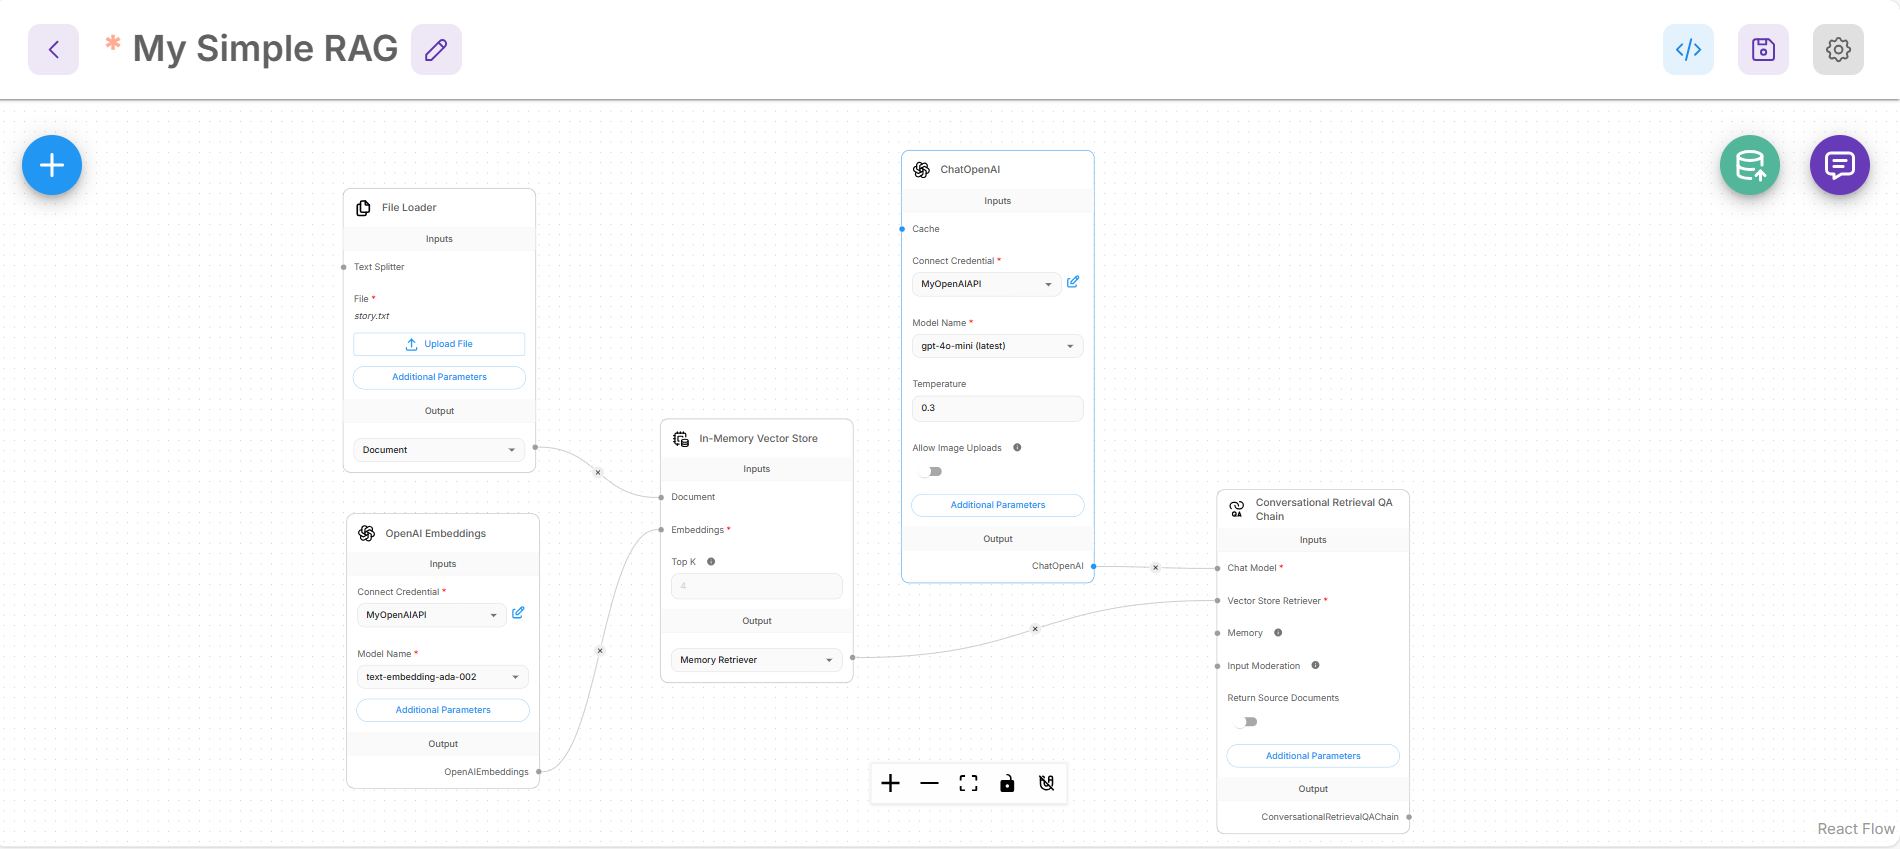 * My Simple RAG
File Loader
Inputs
Text Splitter
File *
story.txt
Upload File
Additional Parameters
Output
Document
OpenAI Embeddings
Inputs
Connect Credential *
MyOpenAIAPI
Model Name *
text-embedding-ada-002
Additional Parameters
Output
OpenAIEmbeddings
In-Memory Vector Store
Inputs
Document
Embeddings *
Top K
4
Output
Memory Retriever
ChatOpenAI
Inputs
Cache
Connect Credential *
MyOpenAIAPI
Model Name *
gpt-4o-mini (latest)
Temperature
0.3
Allow Image Uploads
Additional Parameters
Output
ChatOpenAI
QA
Conversational Retrieval QA
Chain
Inputs
Chat Model *
Vector Store Retriever *
Memory
Input Moderation
Return Source Documents
Additional Parameters
Output
ConversationalRetrievalQAChain
React Flow